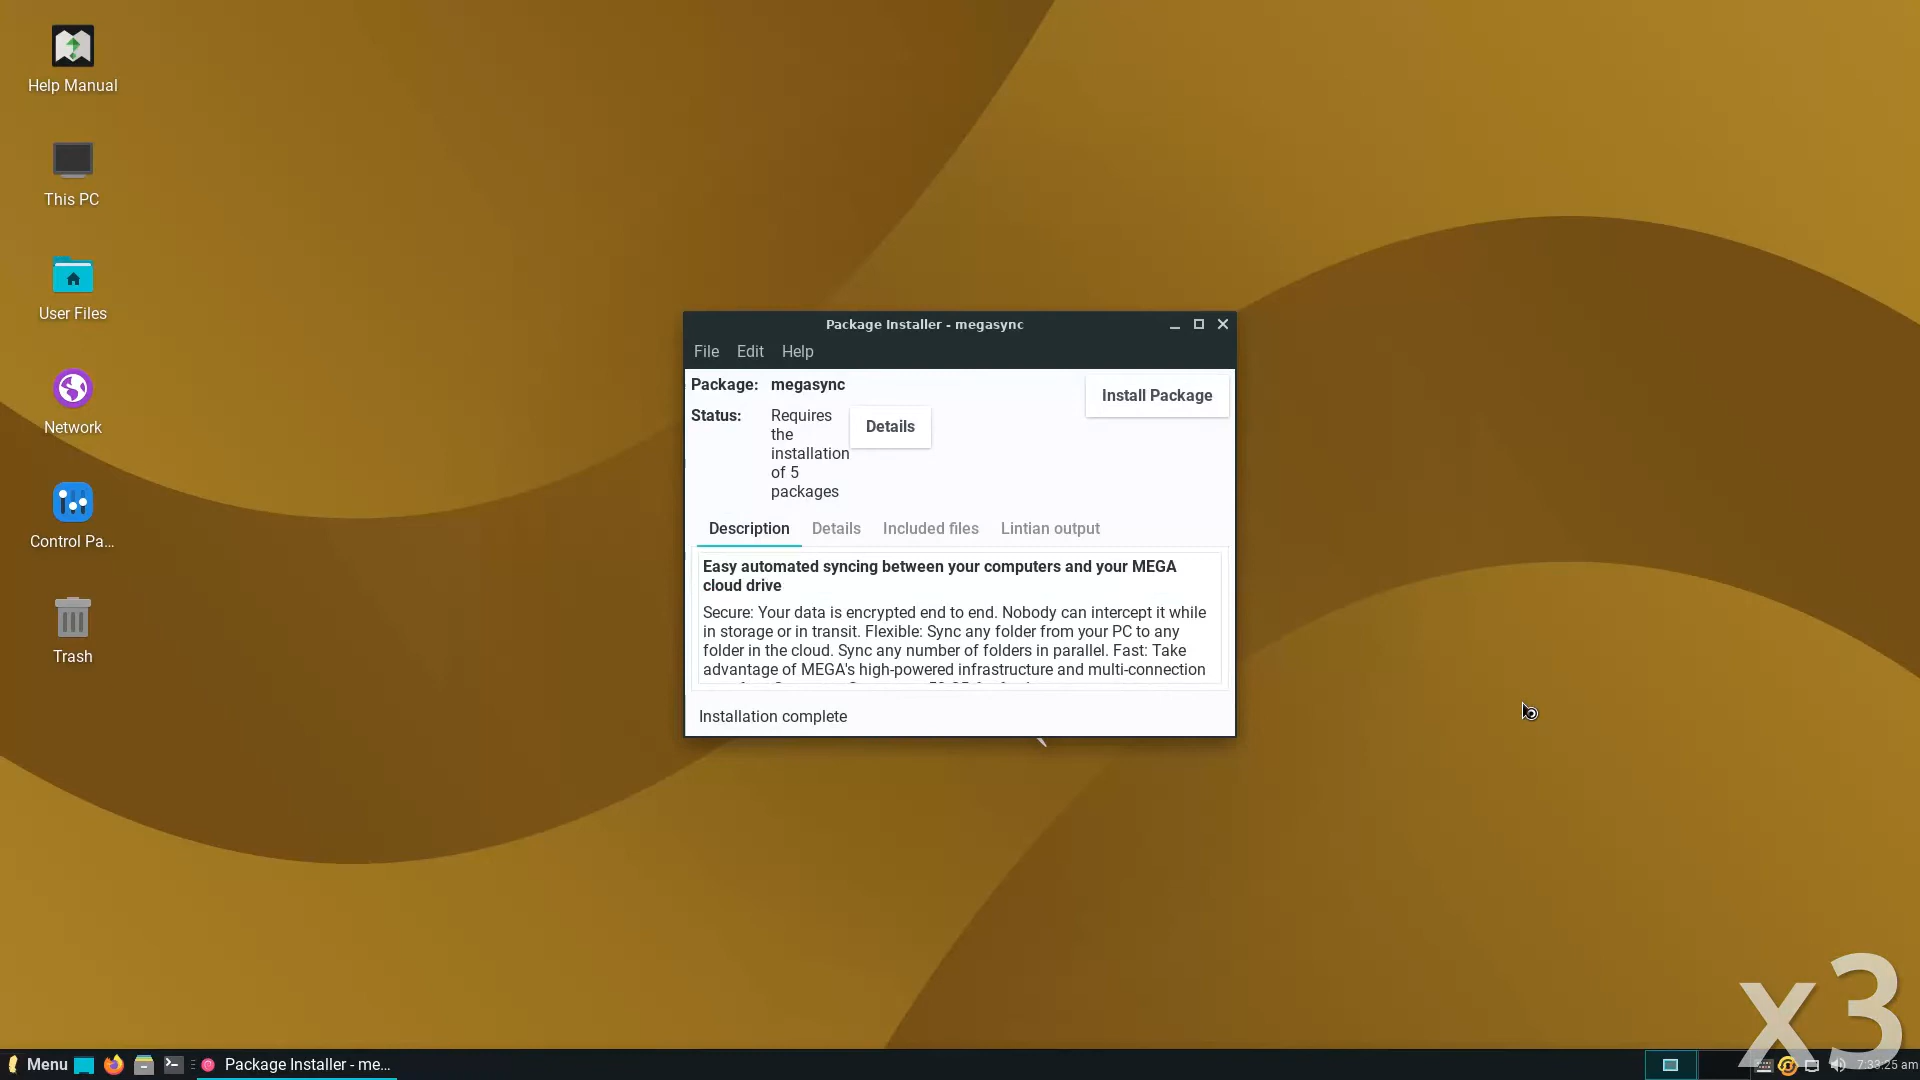 Help Manual
This PC
User Files
Network
Control Pa...
Trash
Package Installer - megasync
File Edit Help
Package: megasync
Install Package
Status: Requires
the
installation
of 5
packages
Details
Description Details Included files Lintian output
Easy automated syncing between your computers and your MEGA
cloud drive
Secure: Your data is encrypted end to end. Nobody can intercept it while
in storage or in transit. Flexible: Sync any folder from your PC to any
folder in the cloud. Sync any number of folders in parallel. Fast: Take
advantage of MEGA's high-powered infrastructure and multi-connection
Installation complete
x3
Menu
Package Installer - me...
7:33:25 am